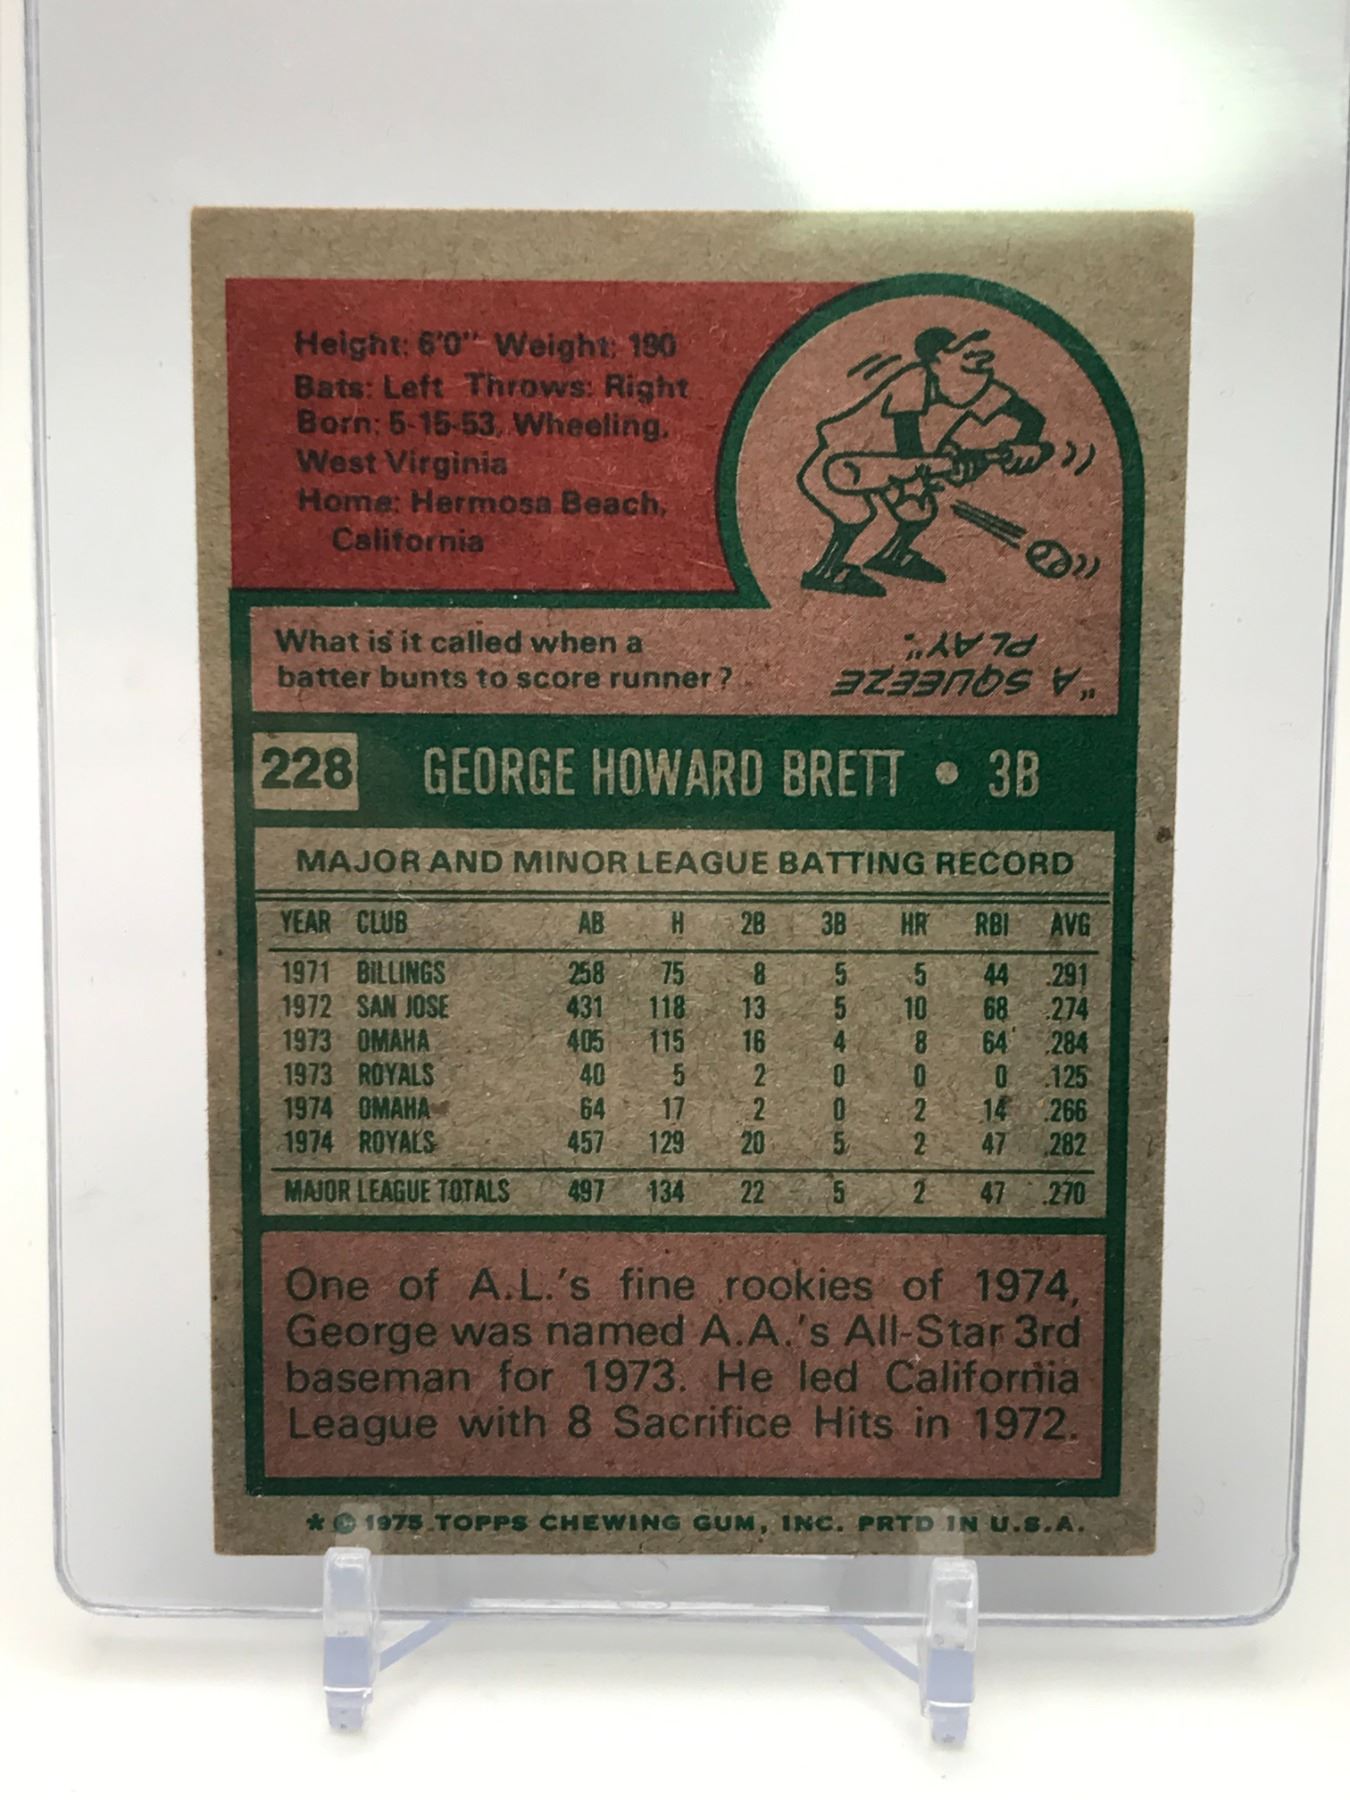 Height: 6'0" Weight: 190
Bats: Left Throws: Right
Born: 5-15-53, Wheeling,
West Virginia
Home: Hermosa Beach,
California
What is it called when a
batter bunts to score runner?
"A SQUEEZE
PLAY".
228 GEORGE HOWARD BRETT • 3B
MAJOR AND MINOR LEAGUE BATTING RECORD
YEAR CLUB AB H 2B 3B HR RBI AVG
1971 BILLINGS 258 75 8 5 5 44 .291
1972 SAN JOSE 431 118 13 5 10 68 .274
1973 OMAHA 405 115 16 4 8 64 .284
1973 ROYALS 40 5 2 0 0 0 .125
1974 OMAHA 64 17 2 0 2 14 .266
1974 ROYALS 457 129 20 5 2 47 .282
MAJOR LEAGUE TOTALS 497 134 22 5 2 47 .270
One of A.L.'s fine rookies of 1974,
George was named A.A.'s All-Star 3rd
baseman for 1973. He led California
League with 8 Sacrifice Hits in 1972.
* © 1975 TOPPS CHEWING GUM, INC. PRTD IN U.S.A.